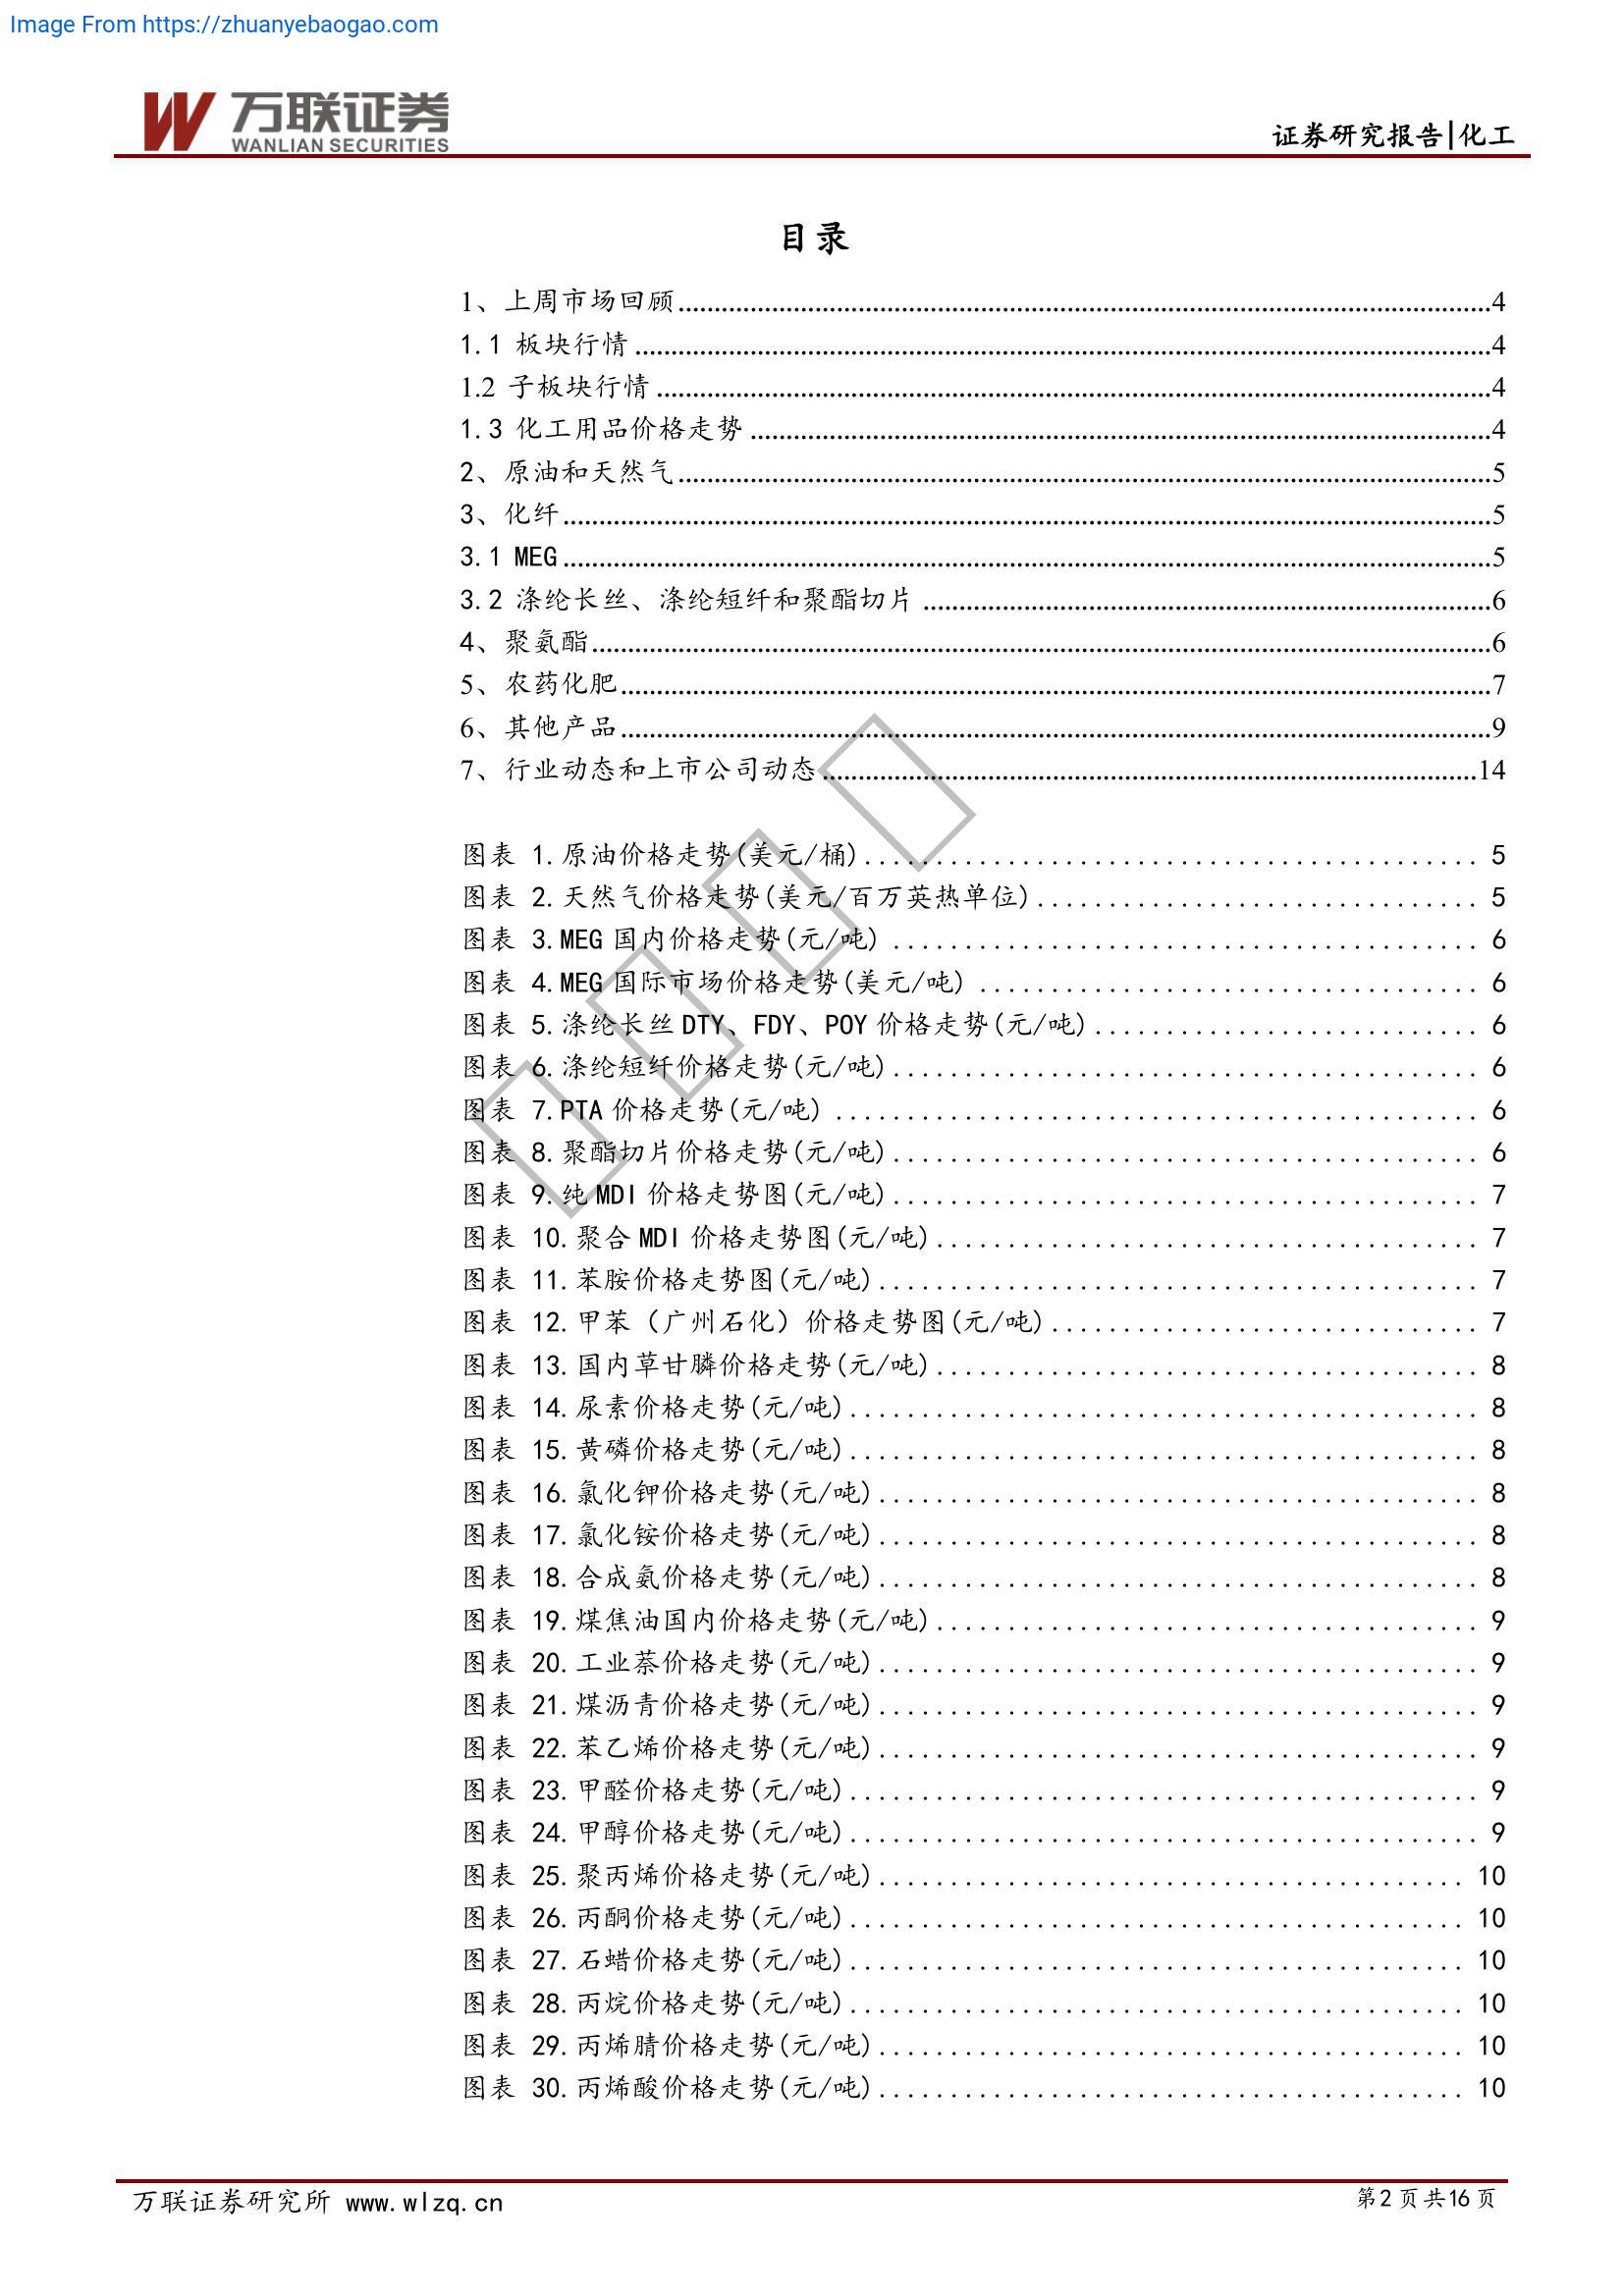 Image From https://zhuanyebaogao.com
万联证券
WANLIAN SECURITIES
证券研究报告|化工
目录
1、上周市场回顾........................4
1.1 板块行情........................4
1.2 子板块行情........................4
1.3 化工用品价格走势........................4
2、原油和天然气........................5
3、化纤........................5
3.1 MEG........................5
3.2 涤纶长丝、涤纶短纤和聚酯切片........................6
4、聚氨酯........................6
5、农药化肥........................7
6、其他产品........................9
7、行业动态和上市公司动态........................14
图表 1.原油价格走势(美元/桶)........................ 5
图表 2.天然气价格走势(美元/百万英热单位)........................ 5
图表 3.MEG 国内价格走势(元/吨)........................ 6
图表 4.MEG 国际市场价格走势(美元/吨)........................ 6
图表 5.涤纶长丝 DTY、FDY、POY 价格走势(元/吨)........................ 6
图表 6.涤纶短纤价格走势(元/吨)........................ 6
图表 7.PTA 价格走势(元/吨)........................ 6
图表 8.聚酯切片价格走势(元/吨)........................ 6
图表 9.纯 MDI 价格走势图(元/吨)........................ 7
图表 10.聚合 MDI 价格走势图(元/吨)........................ 7
图表 11.苯胺价格走势图(元/吨)........................ 7
图表 12.甲苯（广州石化）价格走势图(元/吨)........................ 7
图表 13.国内草甘膦价格走势(元/吨)........................ 8
图表 14.尿素价格走势(元/吨)........................ 8
图表 15.黄磷价格走势(元/吨)........................ 8
图表 16.氯化钾价格走势(元/吨)........................ 8
图表 17.氯化铵价格走势(元/吨)........................ 8
图表 18.合成氨价格走势(元/吨)........................ 8
图表 19.煤焦油国内价格走势(元/吨)........................ 9
图表 20.工业萘价格走势(元/吨)........................ 9
图表 21.煤沥青价格走势(元/吨)........................ 9
图表 22.苯乙烯价格走势(元/吨)........................ 9
图表 23.甲醛价格走势(元/吨)........................ 9
图表 24.甲醇价格走势(元/吨)........................ 9
图表 25.聚丙烯价格走势(元/吨)........................ 10
图表 26.丙酮价格走势(元/吨)........................ 10
图表 27.石蜡价格走势(元/吨)........................ 10
图表 28.丙烷价格走势(元/吨)........................ 10
图表 29.丙烯腈价格走势(元/吨)........................ 10
图表 30.丙烯酸价格走势(元/吨)........................ 10
万联证券研究所 www.wlzq.cn
第 2 页 共 16 页